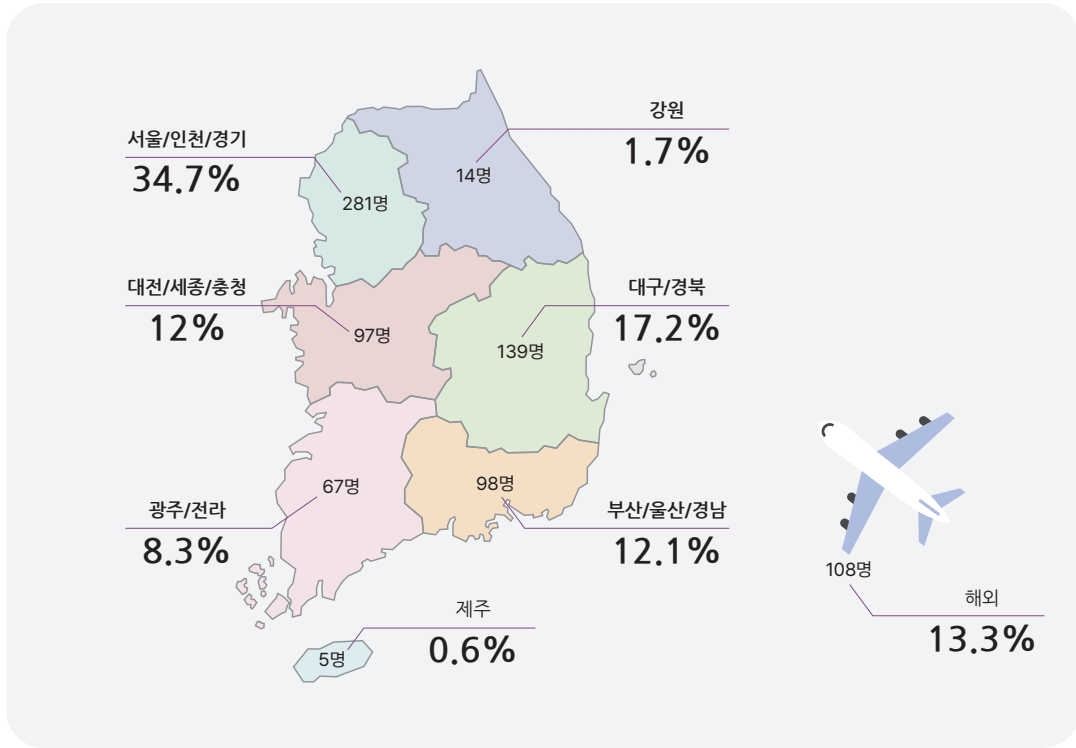 강원
1.7%
14명
서울/인천/경기
34.7%
281명
대전/세종/충청
12%
97명
대구/경북
17.2%
139명
광주/전라
8.3%
67명
98명
부산/울산/경남
12.1%
제주
0.6%
5명
108명
해외
13.3%